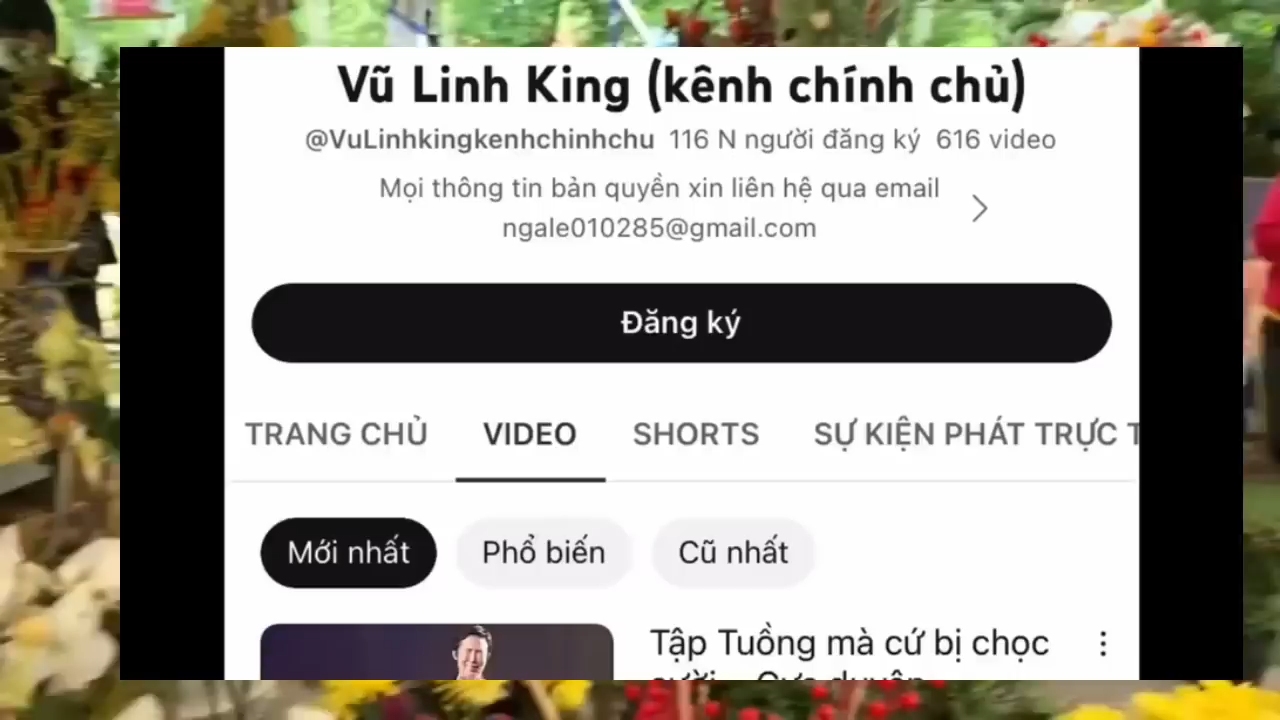 Vũ Linh King (kênh chính chủ)
@VuLinhkingkenhchinhchu 116 N người đăng ký 616 video
Mọi thông tin bản quyền xin liên hệ qua email
ngale010285@gmail.com
Đăng ký
TRANG CHỦ VIDEO SHORTS SỰ KIỆN PHÁT TRỰC T
Mới nhất Phổ biến Cũ nhất
Tập Tuồng mà cứ bị chọc